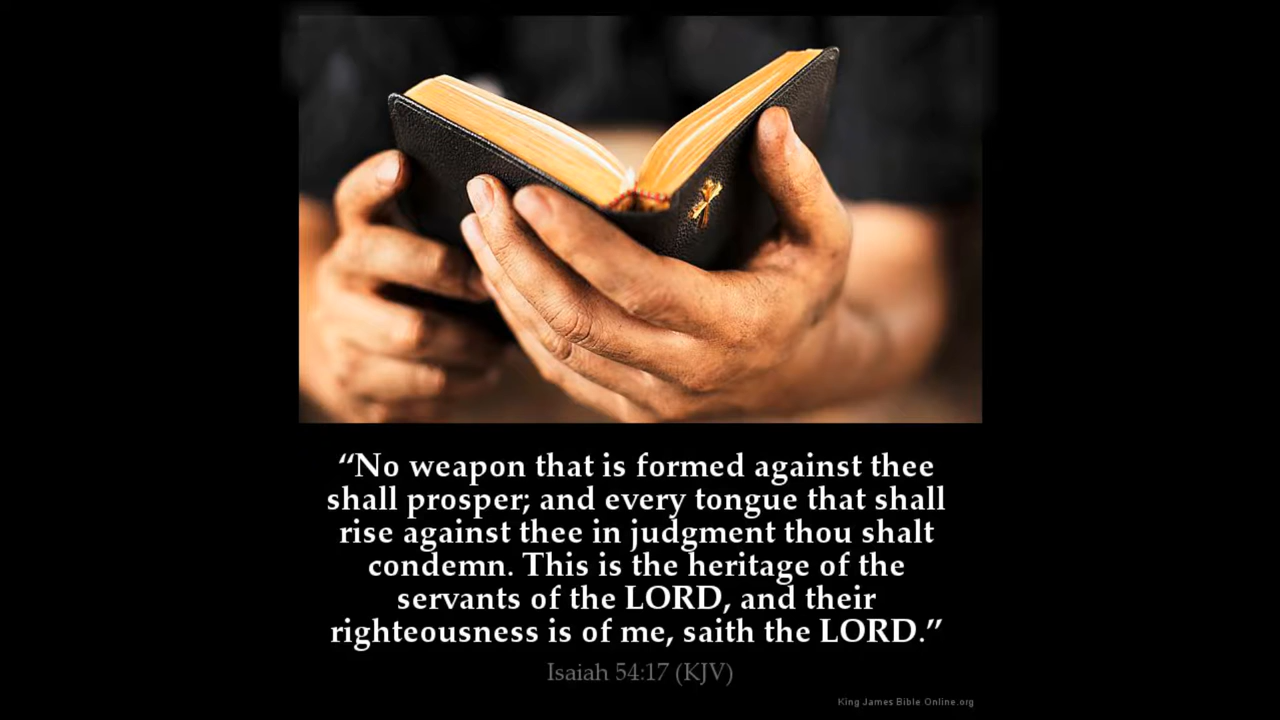 “No weapon that is formed against thee
shall prosper; and every tongue that shall
rise against thee in judgment thou shalt
condemn. This is the heritage of the
servants of the LORD, and their
righteousness is of me, saith the LORD.”
Isaiah 54:17 (KJV)
King James Bible Online.org